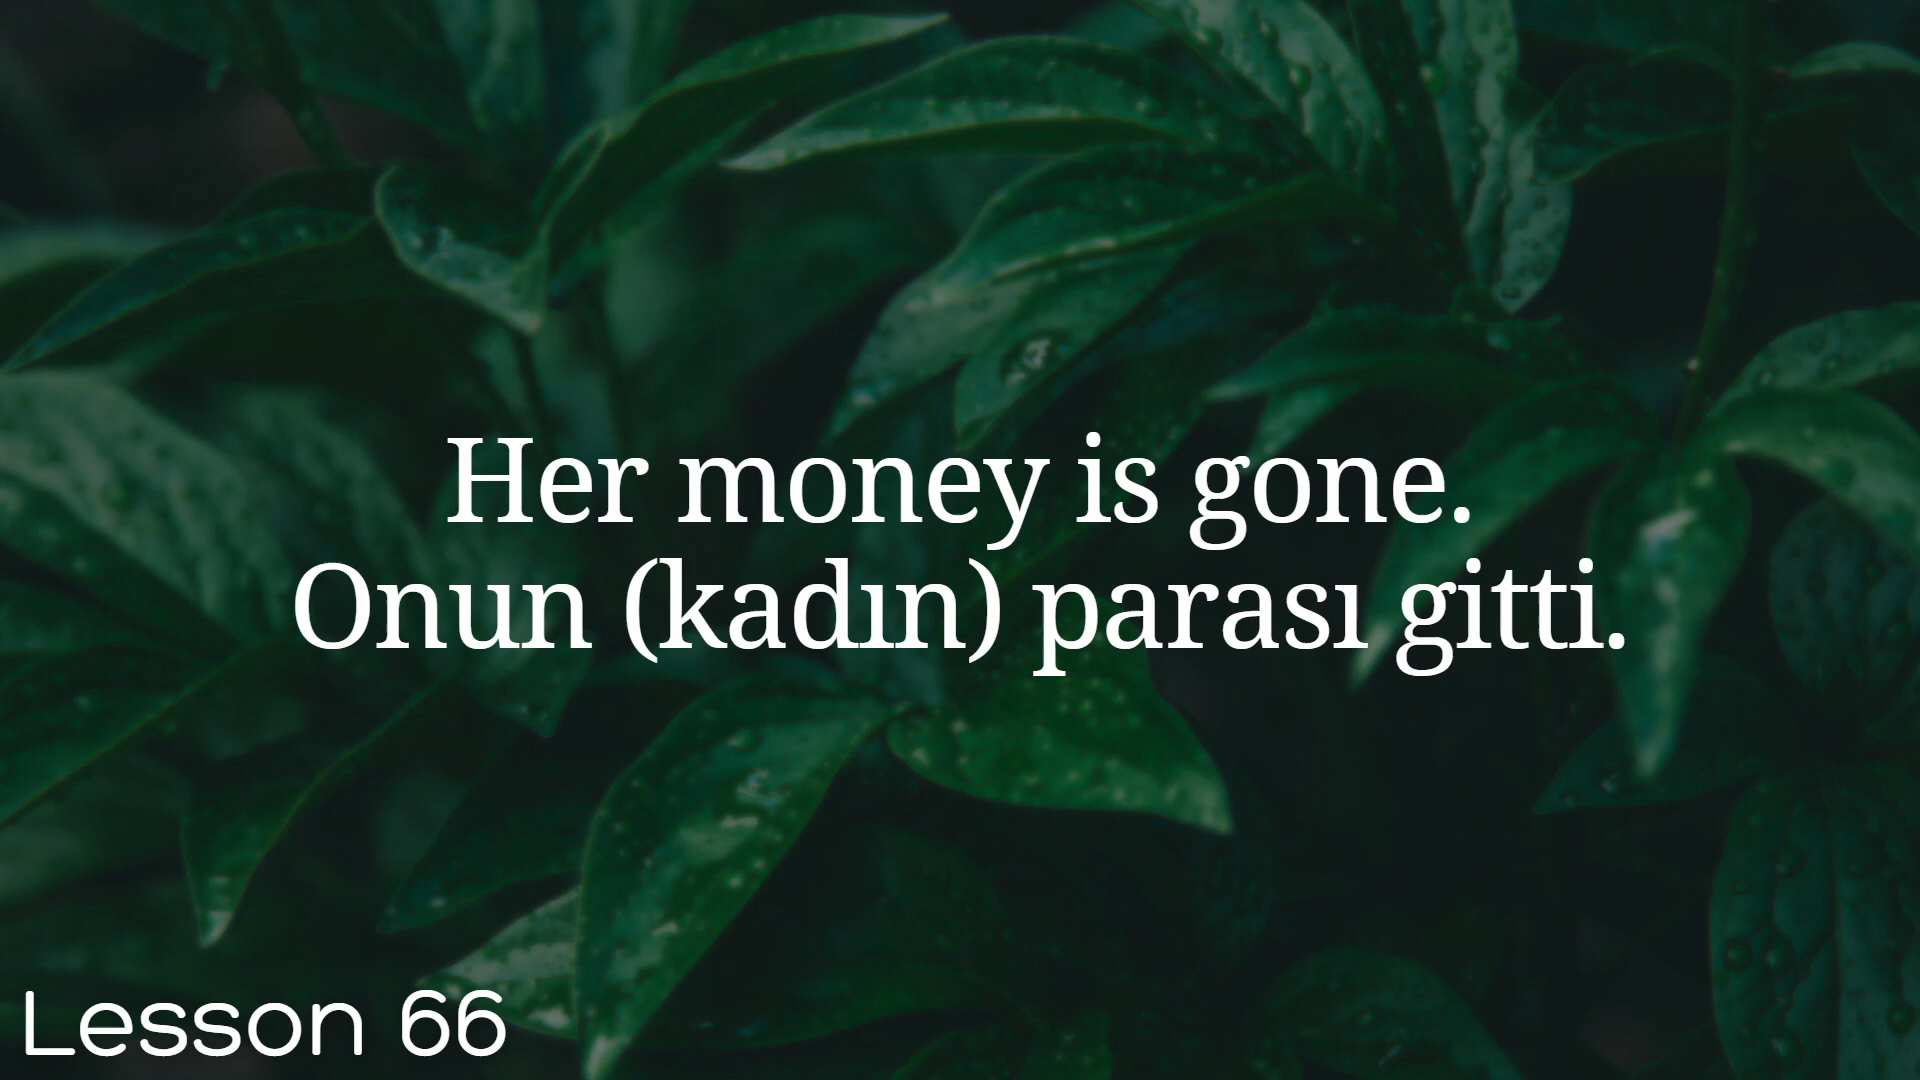 Her money is gone.
Onun (kadın) parası gitti.
Lesson 66